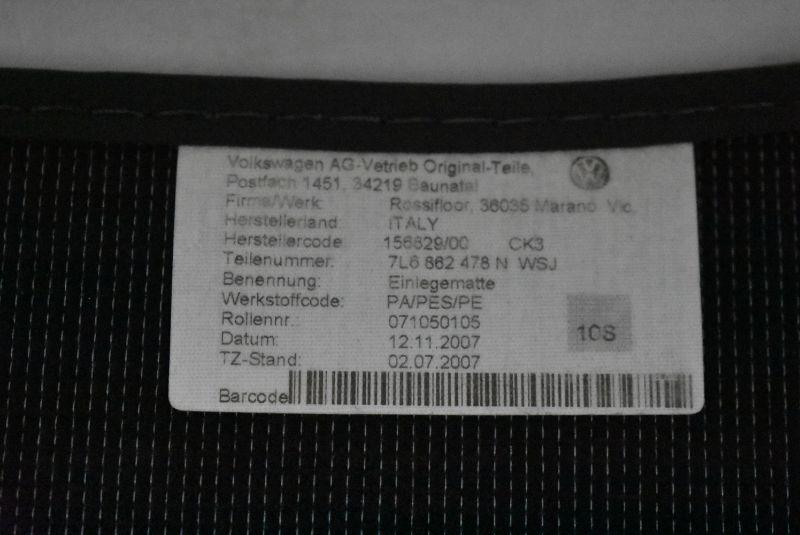 Volkswagen AG-Vetrieb Original-Teile,
Postfach 1451, 34219 Baunatal
Firma/Werk: Rossifloor, 36035 Marano Vic.
Herstellerland ITALY
Herstellercode 156829/00 CK3
Teilenummer: 7L6 862 478 N WSJ
Benennung: Einlegematte
Werkstoffcode: PA/PES/PE
Rollennr.: 071050105
10S
Datum: 12.11.2007
TZ-Stand: 02.07.2007
Barcode